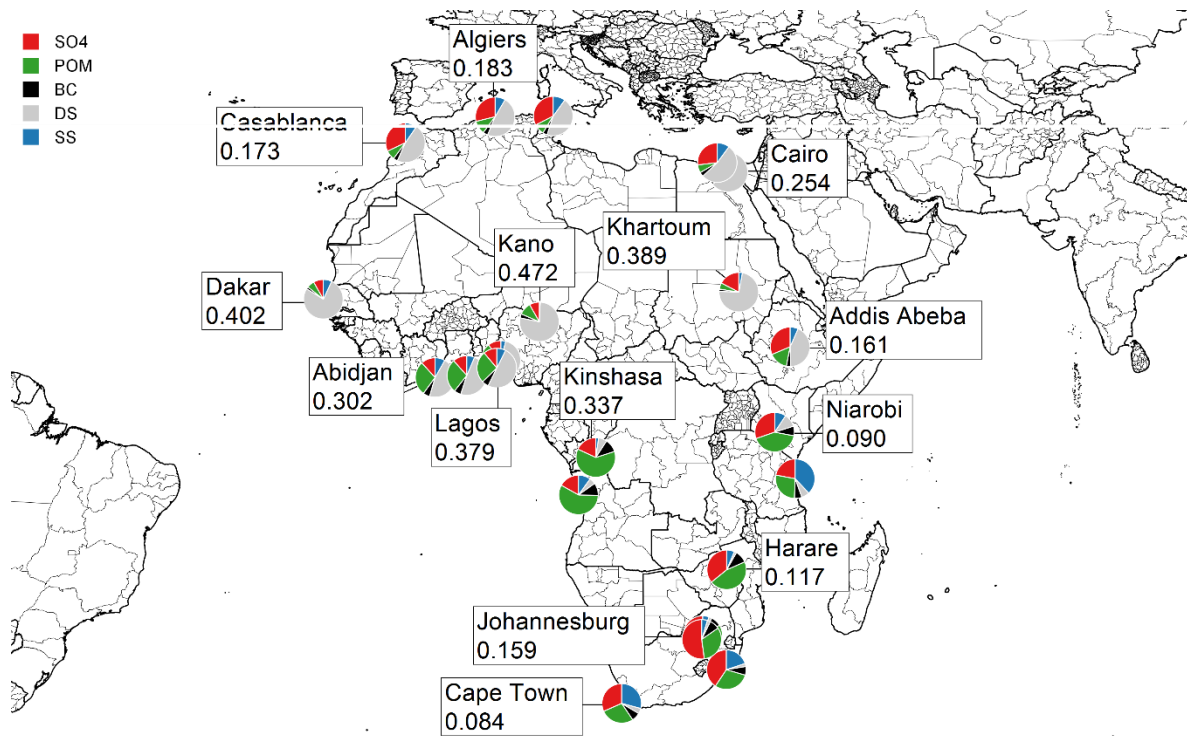 SO4
POM
BC
DS
SS
Algiers
0.183
Casablanca
0.173
Cairo
0.254
Khartoum
0.389
Kano
0.472
Dakar
0.402
Addis Abeba
0.161
Abidjan
0.302
Kinshasa
0.337
Lagos
0.379
Niarobi
0.090
Harare
0.117
Johannesburg
0.159
Cape Town
0.084